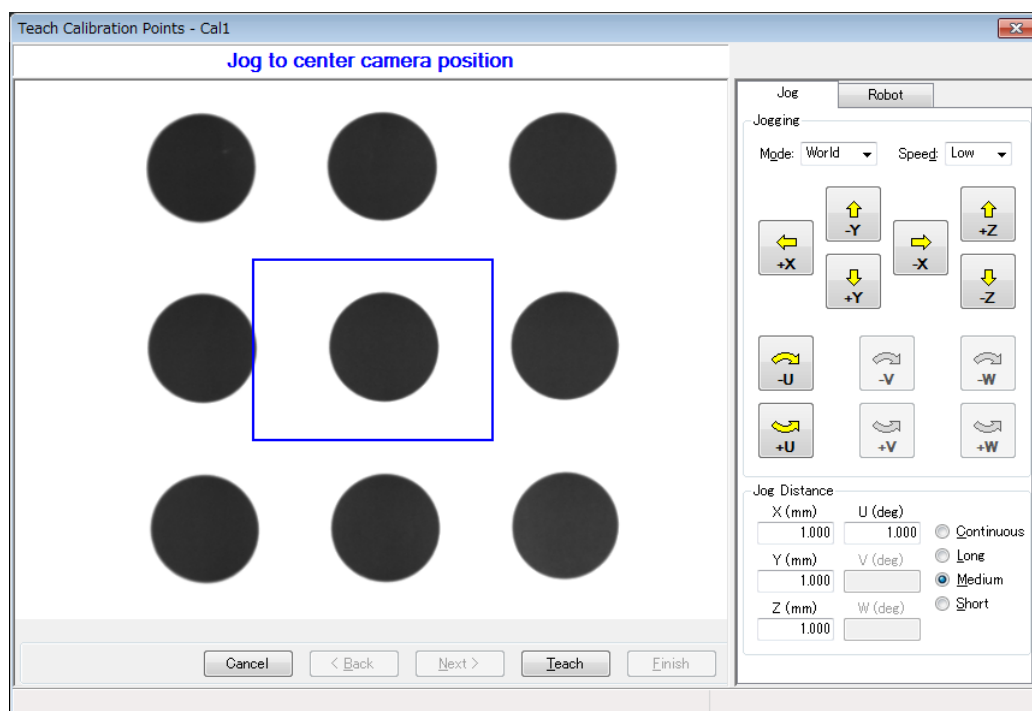 Teach Calibration Points - Cal1
Jog to center camera position
Jog Robot
Jogging
Mode: World Speed: Low
-Y +Z
+X -X
+Y -Z
-U -V -W
+U +V +W
Jog Distance
X (mm) U (deg)
1.000 1.000 Continuous
Long
Y (mm) V (deg)
1.000 Medium
Z (mm) W (deg) Short
1.000
Cancel < Back Next > Teach Finish